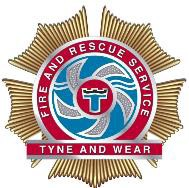 FIRE AND RESCUE SERVICE
TYNE AND WEAR